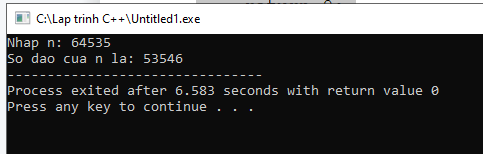 C:\Lap trinh C++\Untitled1.exe
Nhap n: 64535
So dao cua n la: 53546
--------------------------------
Process exited after 6.583 seconds with return value 0
Press any key to continue . . .